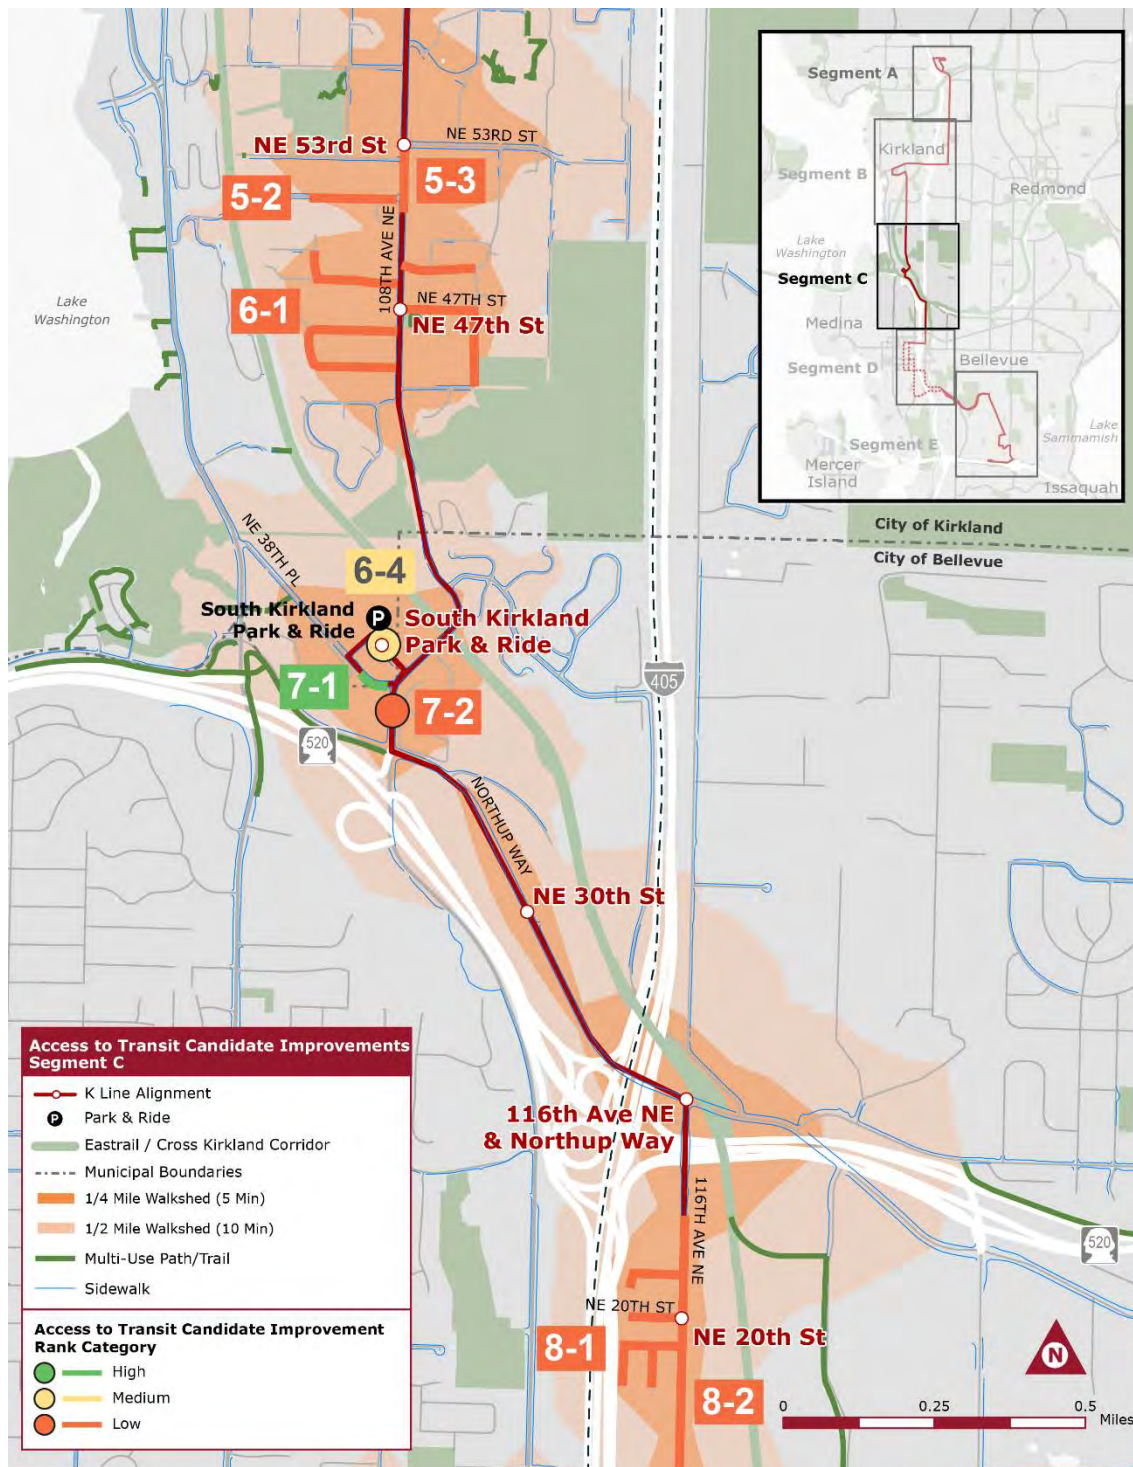 NE 53RD ST
NE 53rd St
5-3
5-2
108TH AVE NE
6-1
NE 47TH ST
NE 47th St
Lake
Washington
NE 38TH PL
6-4
South Kirkland
Park & Ride
P
South Kirkland
Park & Ride
7-1
7-2
405
520
NORTHUP WAY
NE 30th St
116th Ave NE
& Northup Way
116TH AVE NE
520
NE 20TH ST
NE 20th St
8-1
8-2
City of Kirkland
City of Bellevue
Segment A
Kirkland
Segment B
Redmond
Lake
Washington
Segment C
Medina
Bellevue
Segment D
Lake
Sammamish
Segment E
Mercer
Island
Issaquah
Access to Transit Candidate Improvements
Segment C
K Line Alignment
P
Park & Ride
Eastrail / Cross Kirkland Corridor
Municipal Boundaries
1/4 Mile Walkshed (5 Min)
1/2 Mile Walkshed (10 Min)
Multi-Use Path/Trail
Sidewalk
Access to Transit Candidate Improvement
Rank Category
High
Medium
Low
N
0 0.25 0.5
Miles